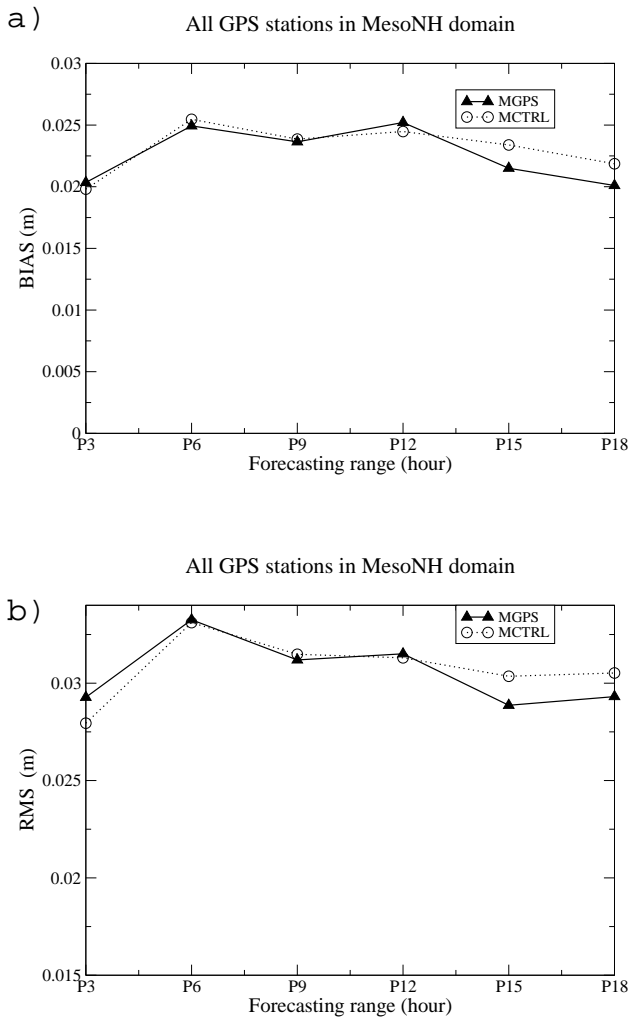 a)
All GPS stations in MesoNH domain
0.03
0.025
0.02
0.015
0.01
0.005
0
BIAS (m)
MGPS
MCTRL
P3 P6 P9 P12 P15 P18
Forecasting range (hour)
b)
All GPS stations in MesoNH domain
0.03
0.025
0.02
0.015
RMS (m)
MGPS
MCTRL
P3 P6 P9 P12 P15 P18
Forecasting range (hour)